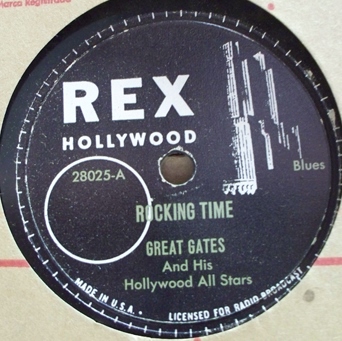 Marca Registrada
REX
HOLLYWOOD
28025-A
Blues
ROCKING TIME
GREAT GATES
And His
Hollywood All Stars
MADE IN U.S.A.
LICENSED FOR RADIO BROADCAST